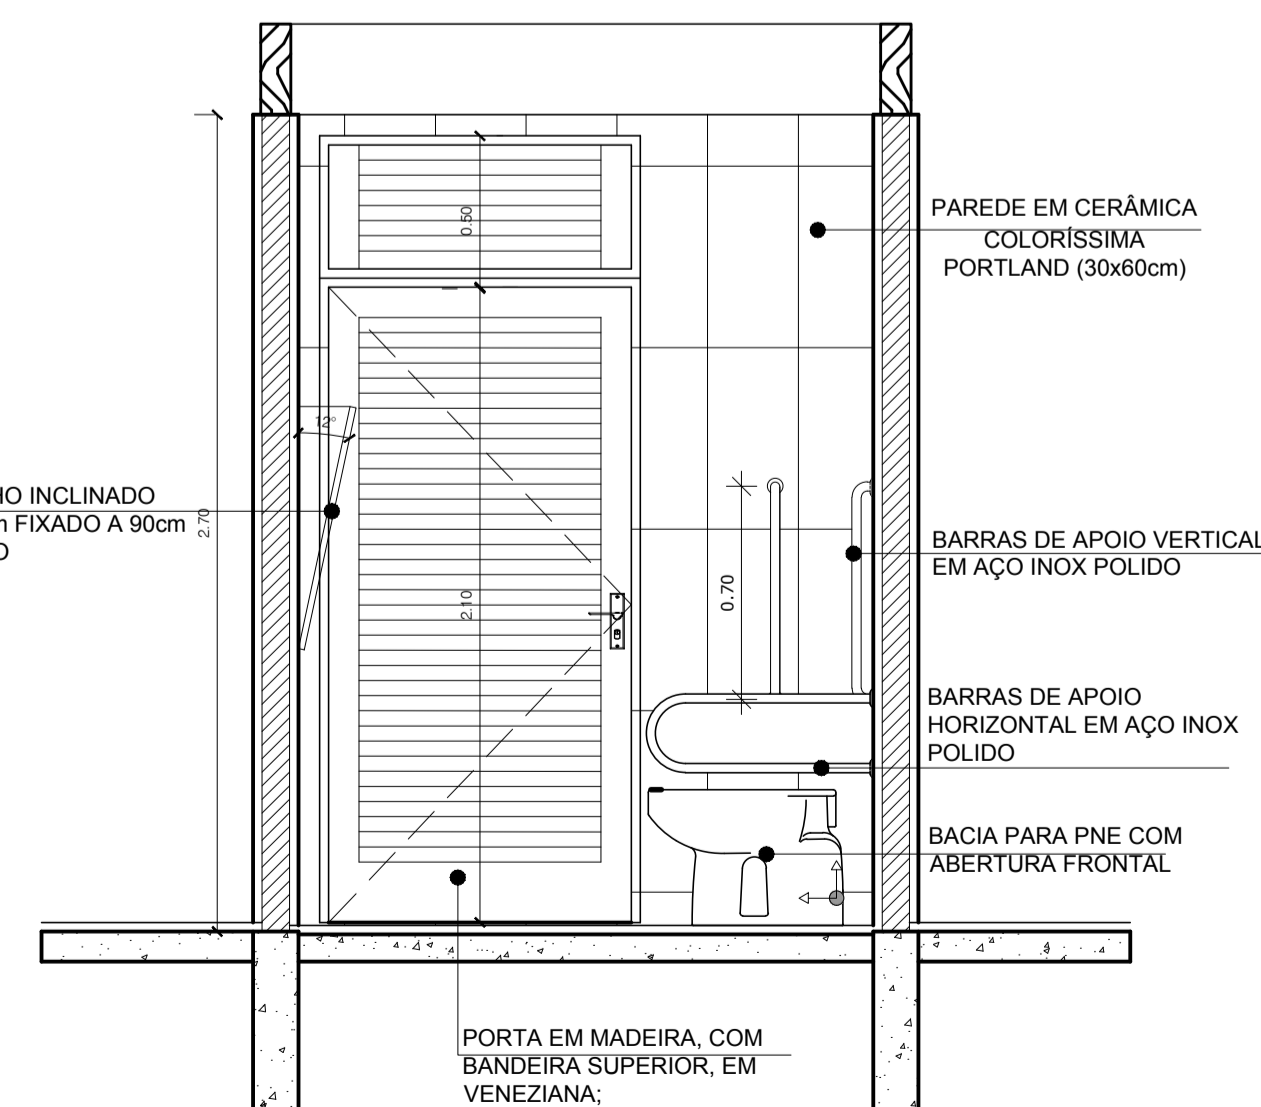 PAREDE EM CERÂMICA
COLORÍSSIMA
PORTLAND (30x60cm)
0.50
12°
INCLINADO
FIXADO A 90cm
2.70
BARRAS DE APOIO VERTICAL
EM AÇO INOX POLIDO
0.70
2.10
BARRAS DE APOIO
HORIZONTAL EM AÇO INOX
POLIDO
BACIA PARA PNE COM
ABERTURA FRONTAL
PORTA EM MADEIRA, COM
BANDEIRA SUPERIOR, EM
VENEZIANA;